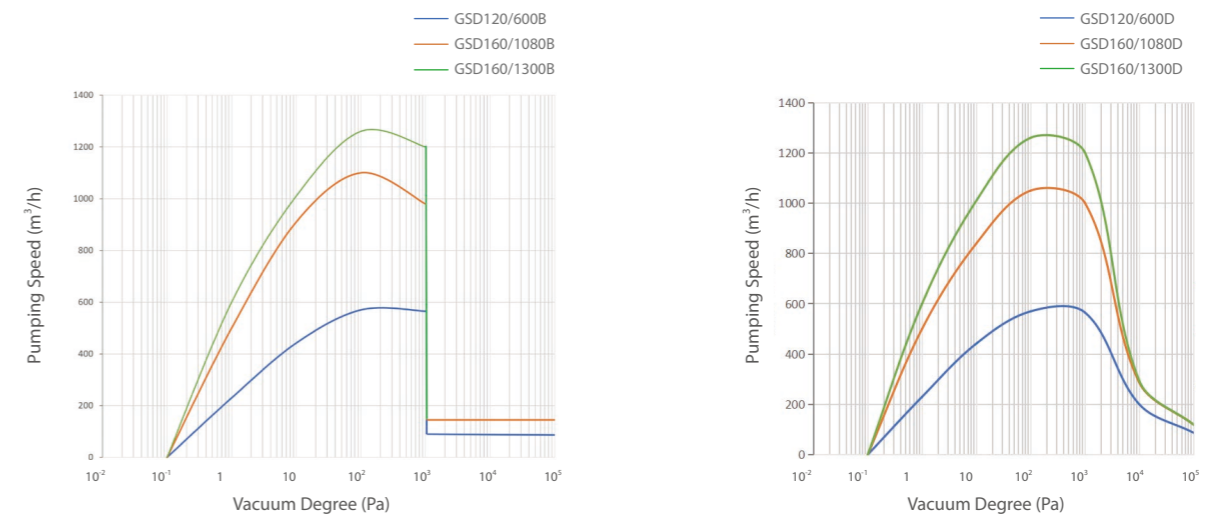 GSD120/600B
GSD160/1080B
GSD160/1300B
1400
1200
1000
800
600
400
200
0
Pumping Speed (m³/h)
10⁻² 10⁻¹ 1 10 10² 10³ 10⁴ 10⁵
Vacuum Degree (Pa)
GSD120/600D
GSD160/1080D
GSD160/1300D
1400
1200
1000
800
600
400
200
0
Pumping Speed (m³/h)
10⁻² 10⁻¹ 1 10 10² 10³ 10⁴ 10⁵
Vacuum Degree (Pa)